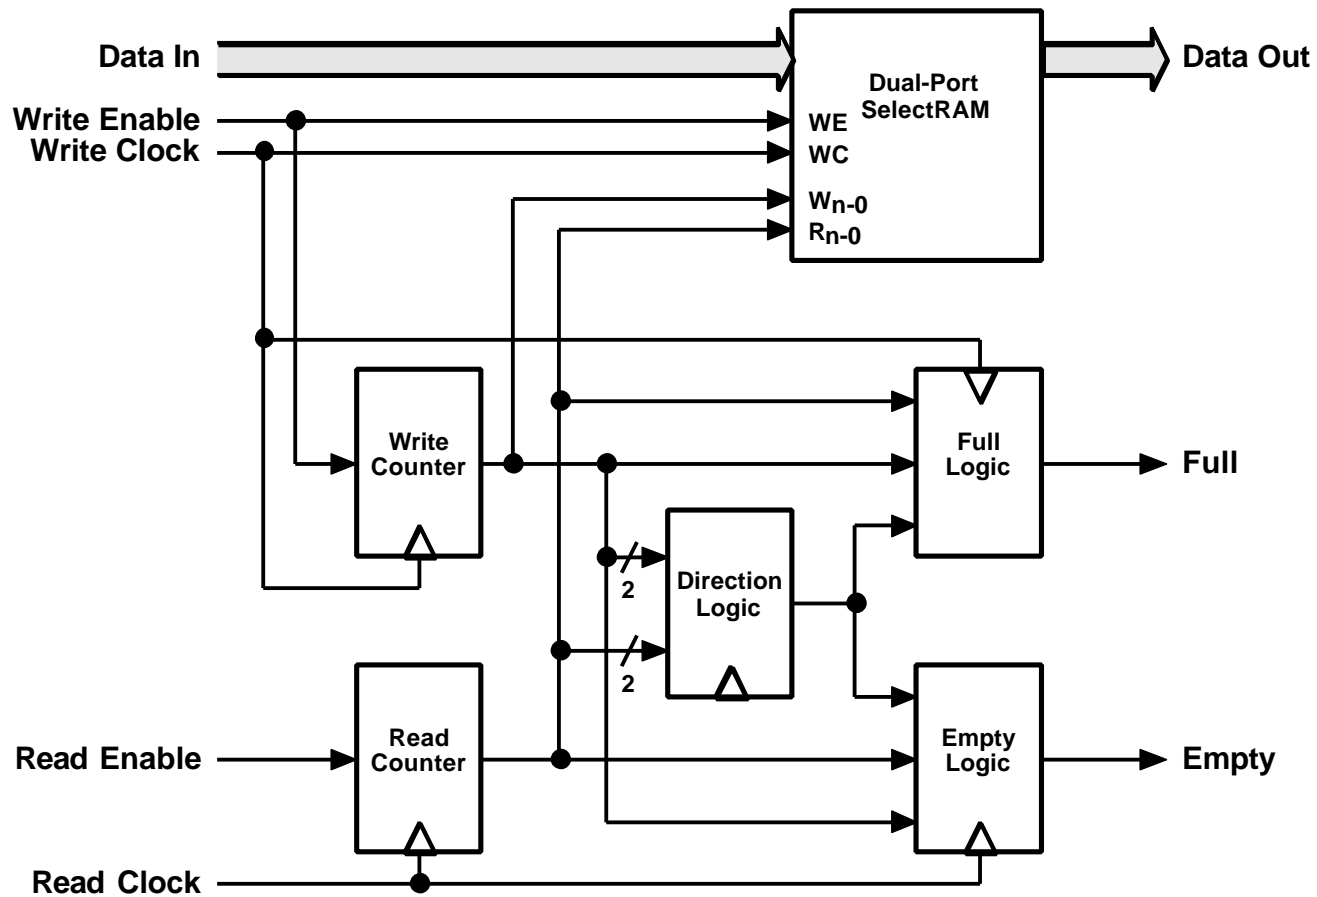 Data In
Dual-Port
SelectRAM
Data Out
Write Enable
WE
Write Clock
WC
Wn-0
Rn-0
Write
Counter
Full
Logic
Full
2
Direction
Logic
2
Read Enable
Read
Counter
Empty
Logic
Empty
Read Clock